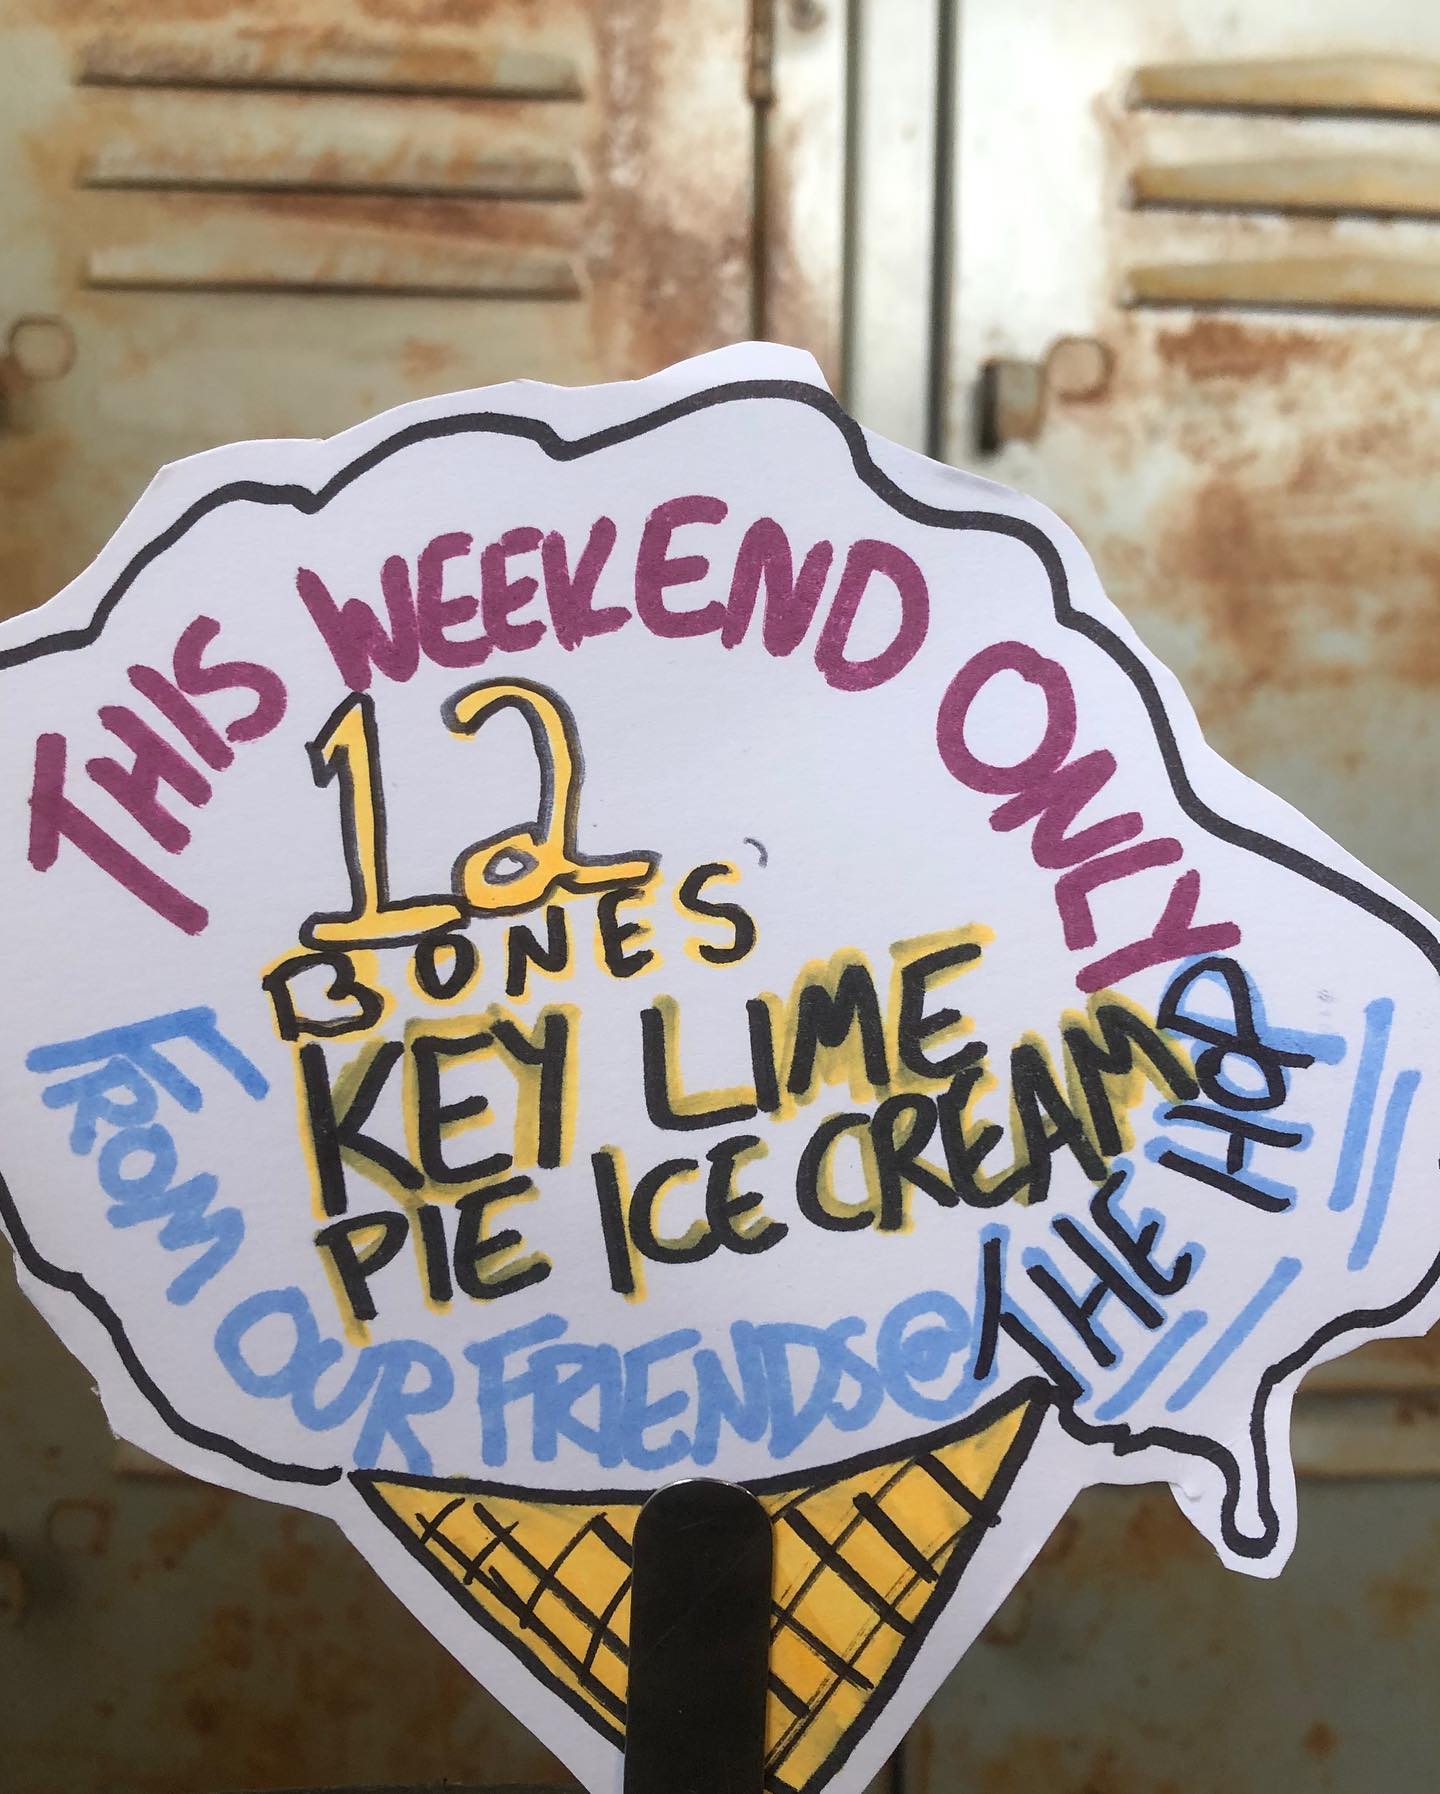 THIS WEEKEND ONLY
12
BONES'
KEY LIME
PIE ICE CREAM
FROM OUR FRIENDS @ THE HOP